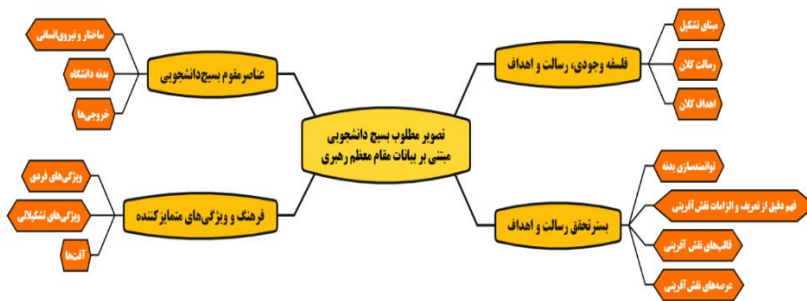 تصویر مطلوب بسیج دانشجویی
مبتنی بر بیانات مقام معظم رهبری
فلسفه وجودی، رسالت و اهداف
مبنای تشکیل
رسالت کلان
اهداف کلان
بستر تحقق رسالت و اهداف
توانمندسازی بدنه
فهم دقیق از تعریف و الزامات نقش آفرینی
قالب‌های نقش آفرینی
عرصه‌های نقش آفرینی
عناصر مقوم بسیج‌دانشجویی
ساختار و نیروی‌انسانی
بدنه دانشگاه
خروجی‌ها
فرهنگ و ویژگی‌های متمایزکننده
ویژگی‌های فردی
ویژگی‌های تشکیلاتی
آفت‌ها